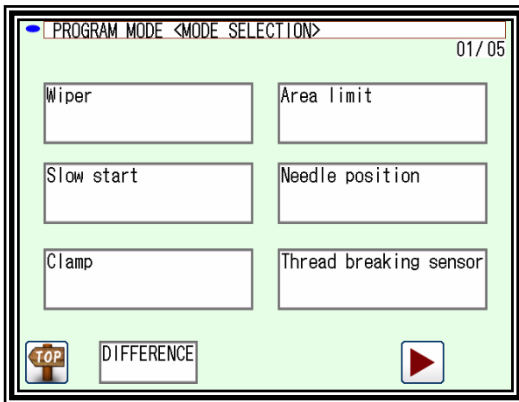 PROGRAM MODE <MODE SELECTION>
01/05
Wiper
Area limit
Slow start
Needle position
Clamp
Thread breaking sensor
TOP
DIFFERENCE